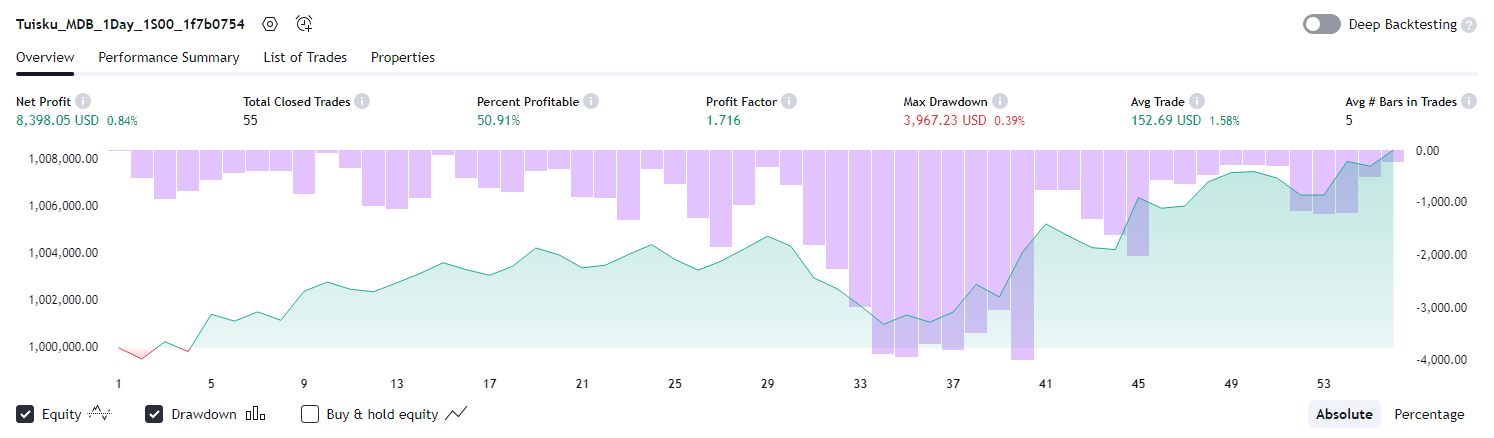 Tuisku_MDB_1Day_1S00_1f7b0754 Deep Backtesting ?
Overview Performance Summary List of Trades Properties
Net Profit i Total Closed Trades i Percent Profitable i Profit Factor i Max Drawdown i Avg Trade i Avg # Bars in Trades i
8,398.05 USD 0.84% 55 50.91% 1.716 3,967.23 USD 0.39% 152.69 USD 1.58% 5
1,008,000.00 0.00
1,006,000.00 -1,000.00
1,004,000.00 -2,000.00
1,002,000.00 -3,000.00
1,000,000.00 -4,000.00
1 5 9 13 17 21 25 29 33 37 41 45 49 53
Equity Drawdown Buy & hold equity Absolute Percentage